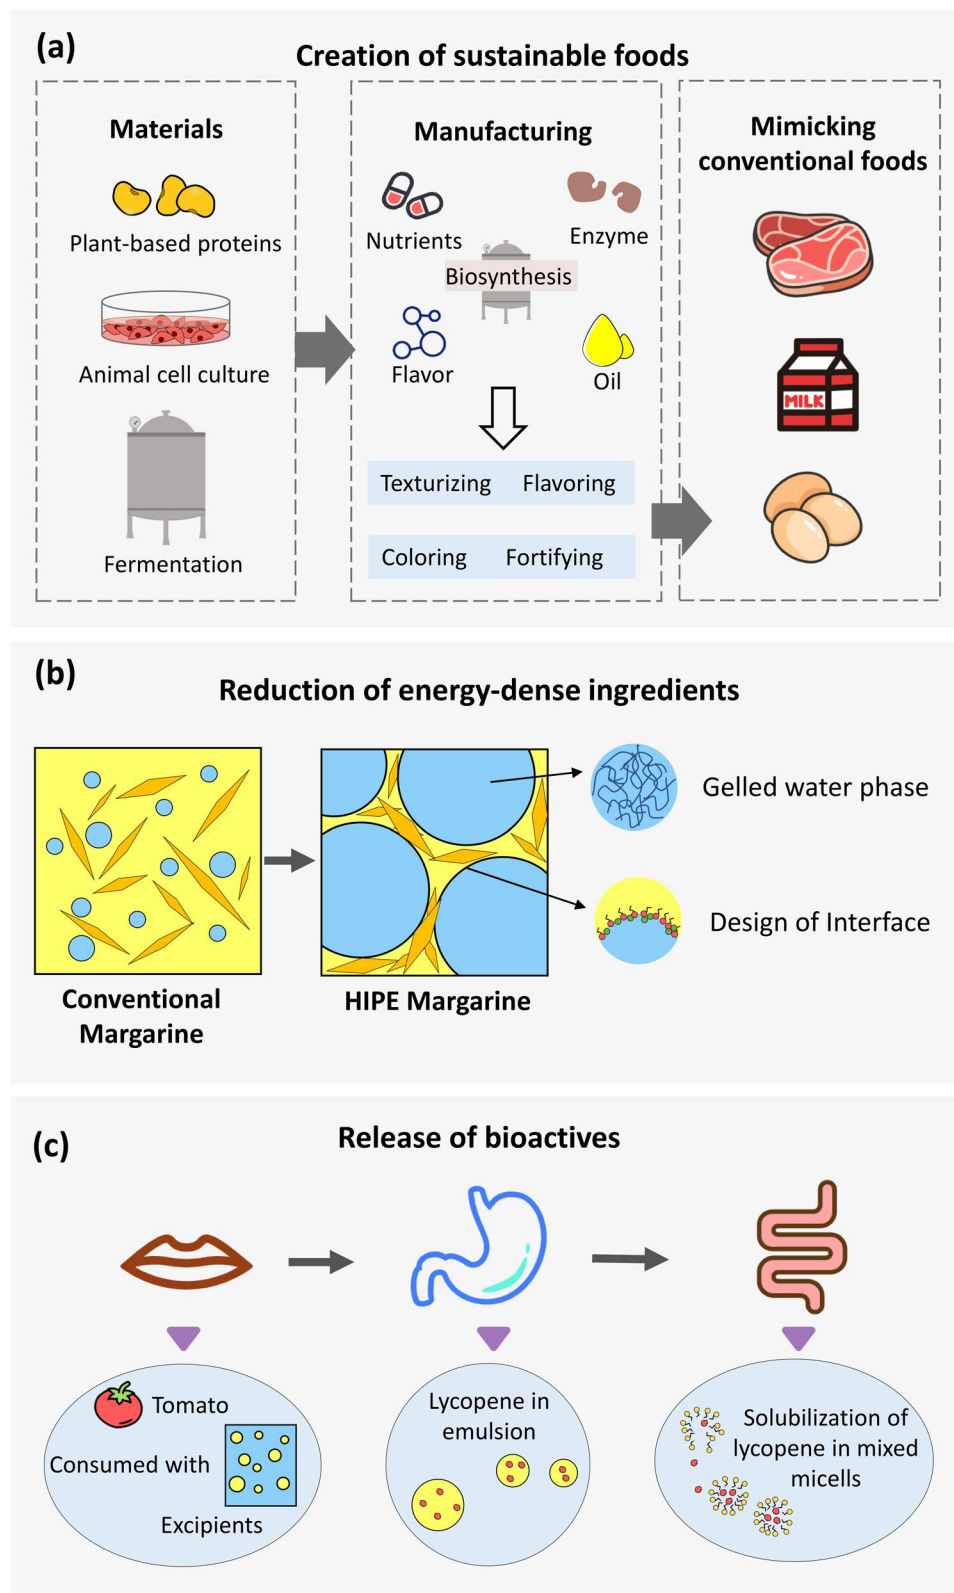 (a)
Creation of sustainable foods
Materials
Plant-based proteins
Animal cell culture
Fermentation
Manufacturing
Nutrients
Enzyme
Biosynthesis
Flavor
Oil
Texturizing Flavoring
Coloring Fortifying
Mimicking
conventional foods
MILK
(b)
Reduction of energy-dense ingredients
Conventional
Margarine
HIPE Margarine
Gelled water phase
Design of Interface
(c)
Release of bioactives
Tomato
Consumed with
Excipients
Lycopene in
emulsion
Solubilization of
lycopene in mixed
micells